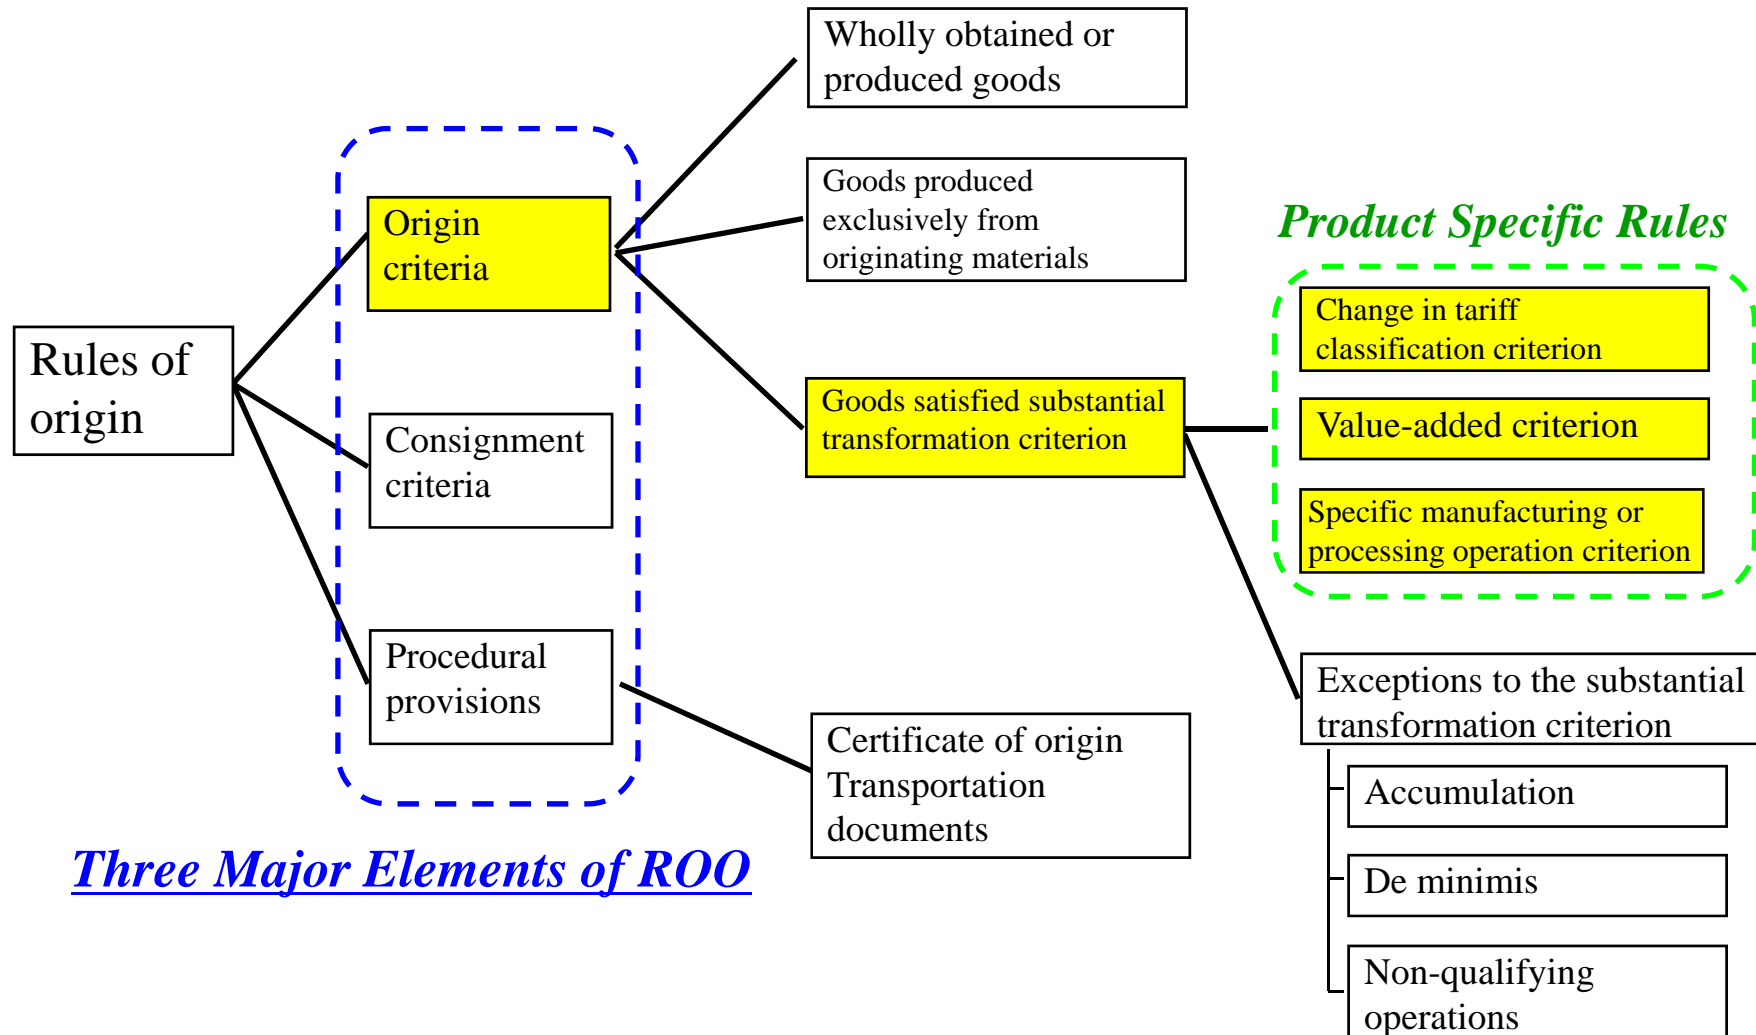 Rules of
origin
Origin
criteria
Consignment
criteria
Procedural
provisions
Three Major Elements of ROO
Wholly obtained or
produced goods
Goods produced
exclusively from
originating materials
Goods satisfied substantial
transformation criterion
Certificate of origin
Transportation
documents
Product Specific Rules
Change in tariff
classification criterion
Value-added criterion
Specific manufacturing or
processing operation criterion
Exceptions to the substantial
transformation criterion
Accumulation
De minimis
Non-qualifying
operations